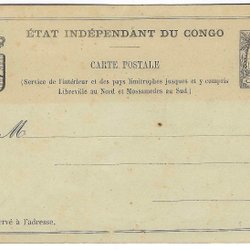 ÉTAT INDÉPENDANT DU CONGO
CARTE POSTALE
(Service de l'intérieur et des pays limitrophes jusques et y compris
Libreville au Nord et Mossamedes au Sud.)
M
ervé à l'adresse.